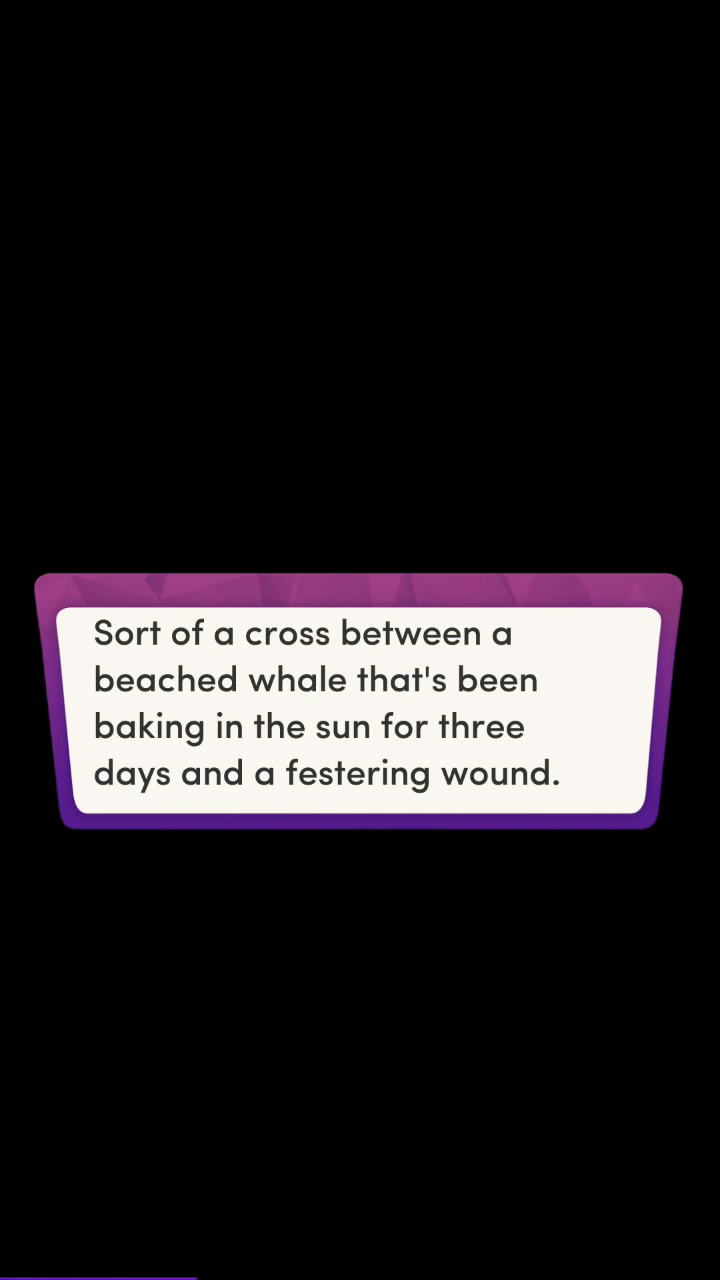 Sort of a cross between a
beached whale that's been
baking in the sun for three
days and a festering wound.